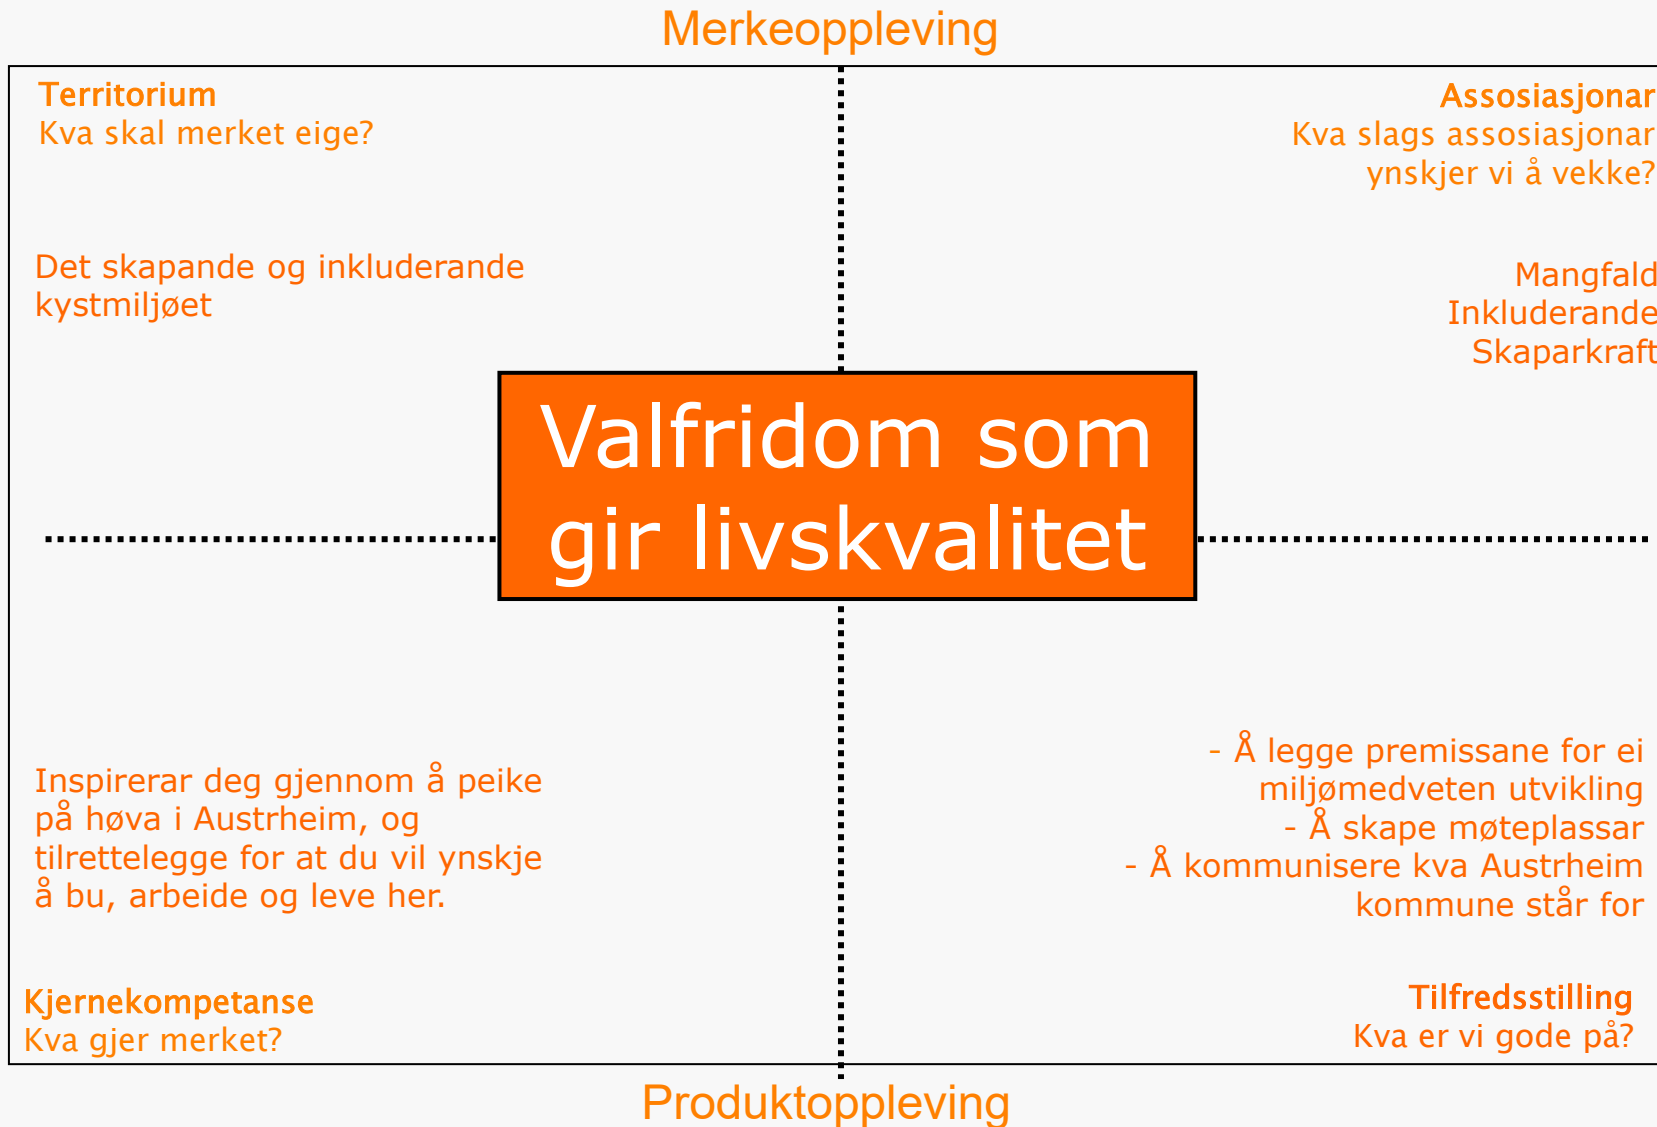 Merkeoppleving
Territorium
Kva skal merket eige?
Det skapande og inkluderande
kystmiljøet
Assosiasjonar
Kva slags assosiasjonar
ynskjer vi å vekke?
Mangfald
Inkluderande
Skaparkraft
Valfridom som
gir livskvalitet
Inspirerar deg gjennom å peike
på høva i Austrheim, og
tilrettelegge for at du vil ynskje
å bu, arbeide og leve her.
Kjernekompetanse
Kva gjer merket?
- Å legge premissane for ei
miljømedveten utvikling
- Å skape møteplassar
- Å kommunisere kva Austrheim
kommune står for
Tilfredsstilling
Kva er vi gode på?
Produktoppleving